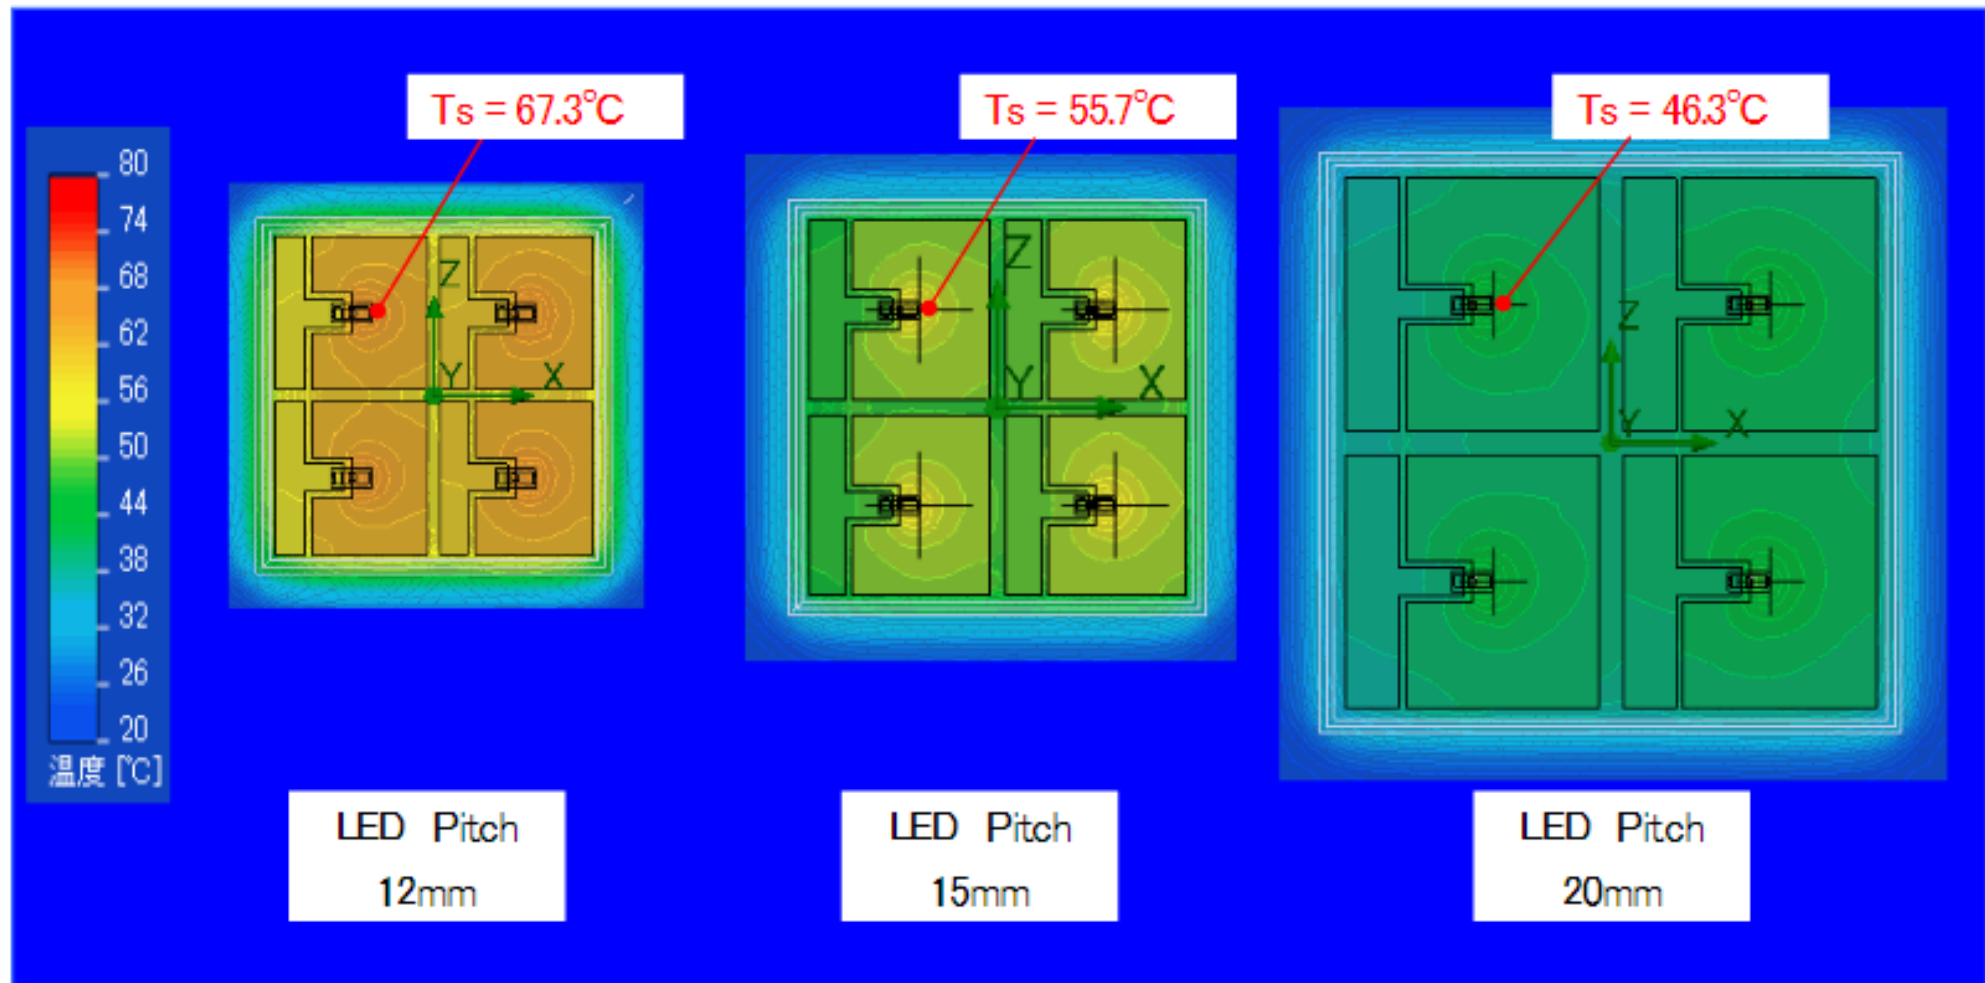 Ts = 67.3°C
Ts = 55.7°C
Ts = 46.3°C
80
74
68
62
56
50
44
38
32
26
20
温度 [℃]
Z
Y
X
Z
Y
X
Z
Y
X
LED Pitch
12mm
LED Pitch
15mm
LED Pitch
20mm